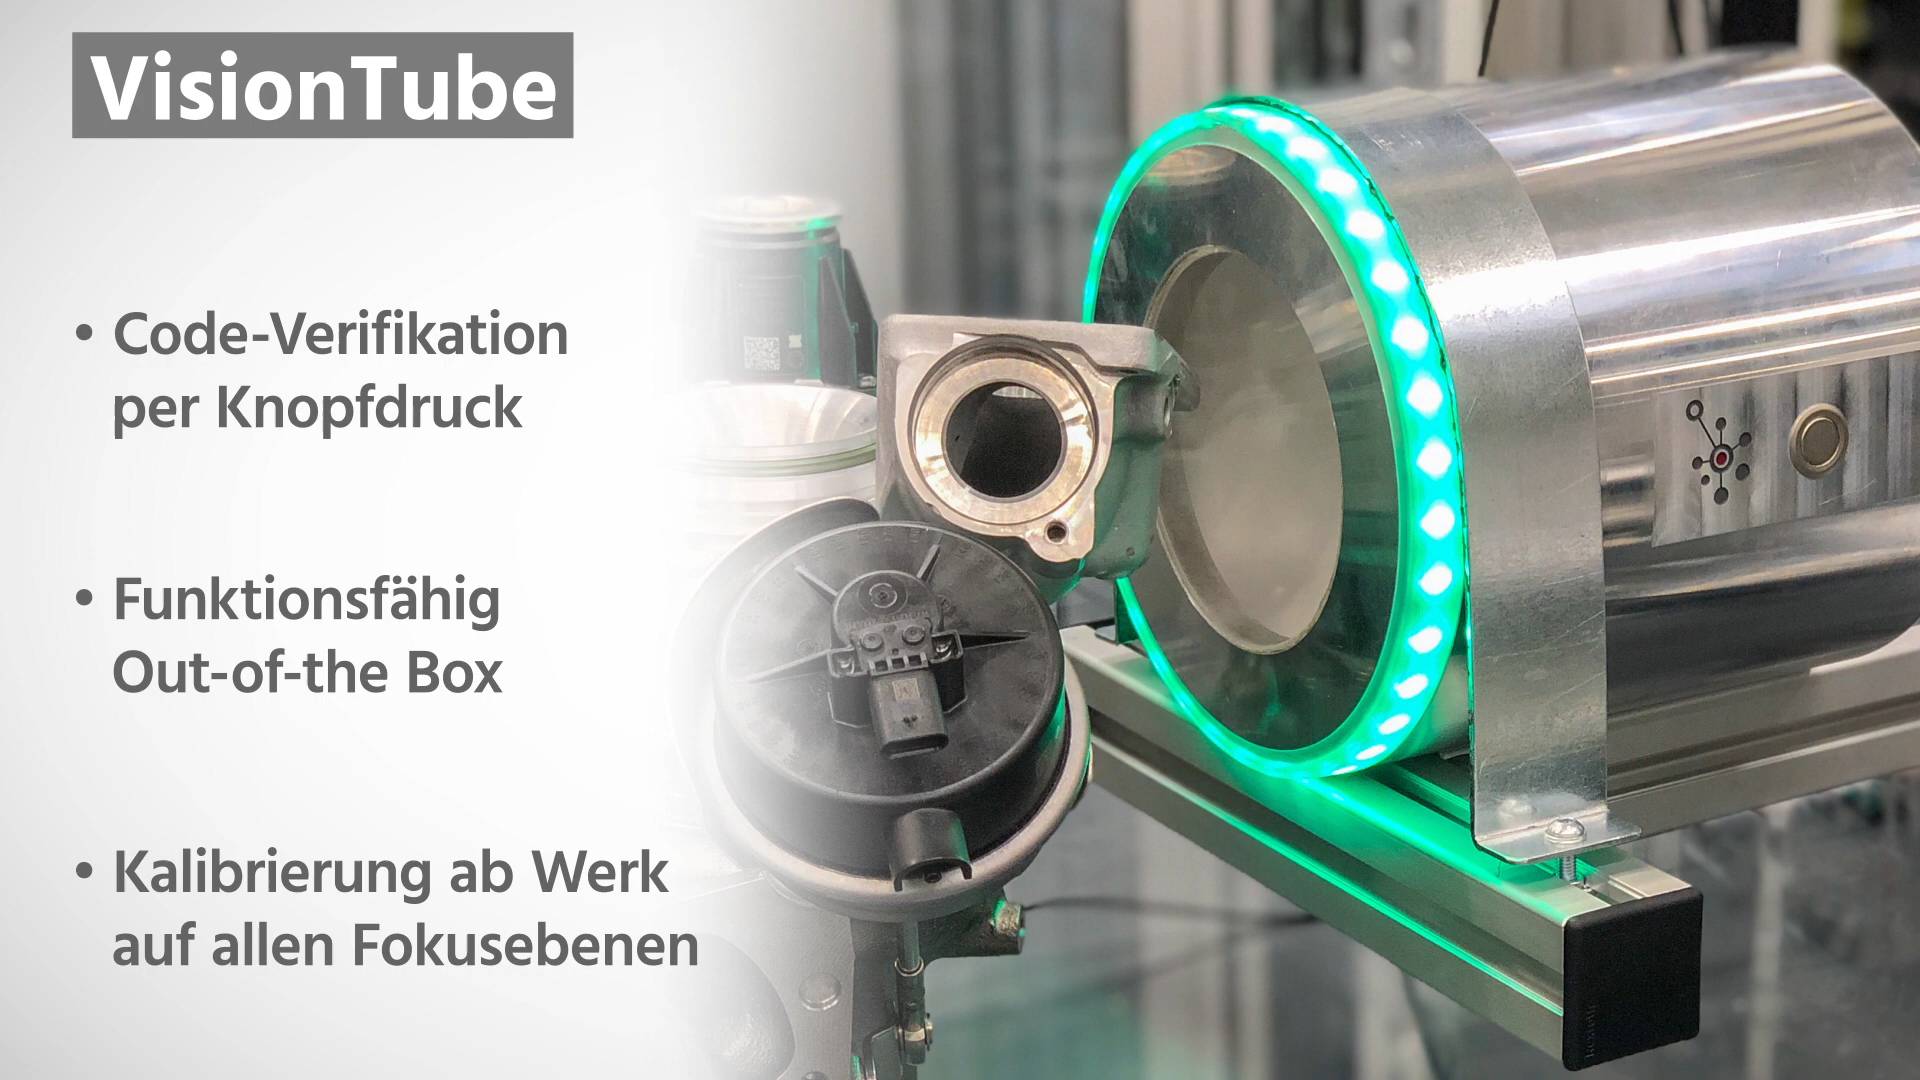 VisionTube
• Code-Verifikation
per Knopfdruck
• Funktionsfähig
Out-of-the Box
• Kalibrierung ab Werk
auf allen Fokusebenen